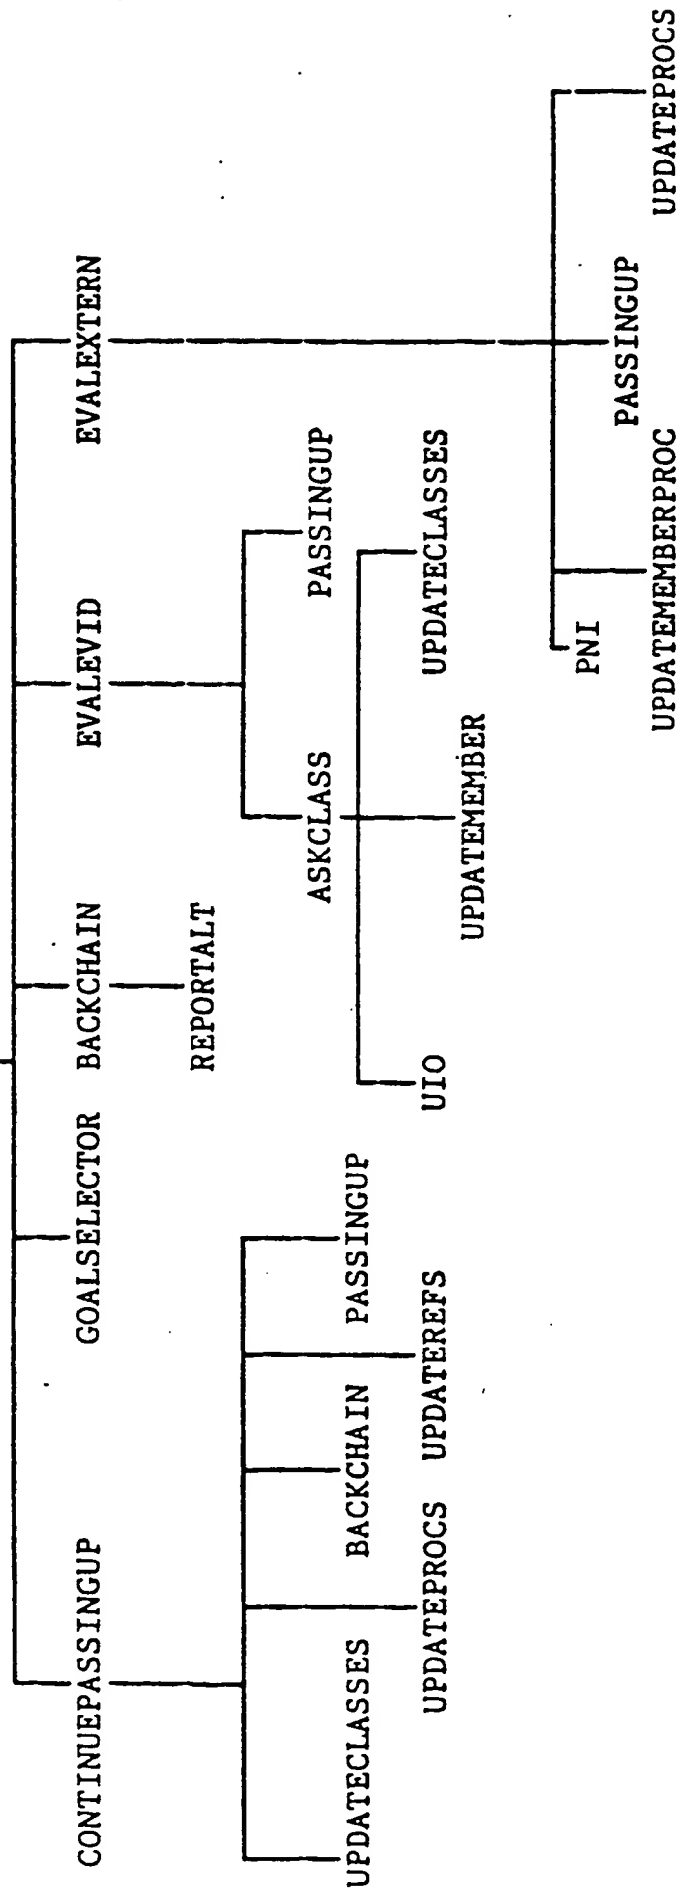 CONTINUEPASSINGUP GOALSELECTOR BACKCHAIN EVALEVID EVALEXTERN
REPORTALT
ASKCLASS PASSINGUP
UPDATECLASSES BACKCHAIN PASSINGUP
UPDATEPROCS UPDATEREFS UIO UPDATECLASSES
UPDATEMEMBER
PNI
PASSINGUP
UPDATEMEMBERPROC UPDATEPROCS